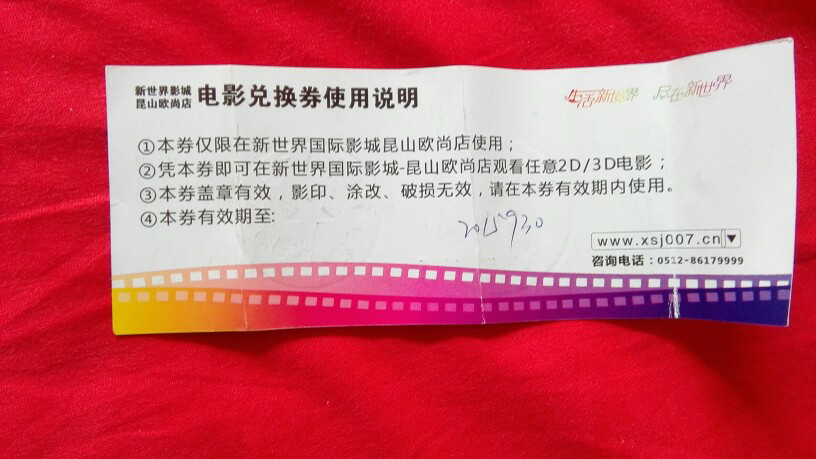 新世界影城
昆山欧尚店
电影兑换券使用说明
生活新世界 尽在新世界
①本券仅限在新世界国际影城昆山欧尚店使用；
②凭本券即可在新世界国际影城-昆山欧尚店观看任意2D/3D电影；
③本券盖章有效，影印、涂改、破损无效，请在本券有效期内使用。
④本券有效期至:
2015930
www.xsj007.cn
咨询电话：0512-86179999